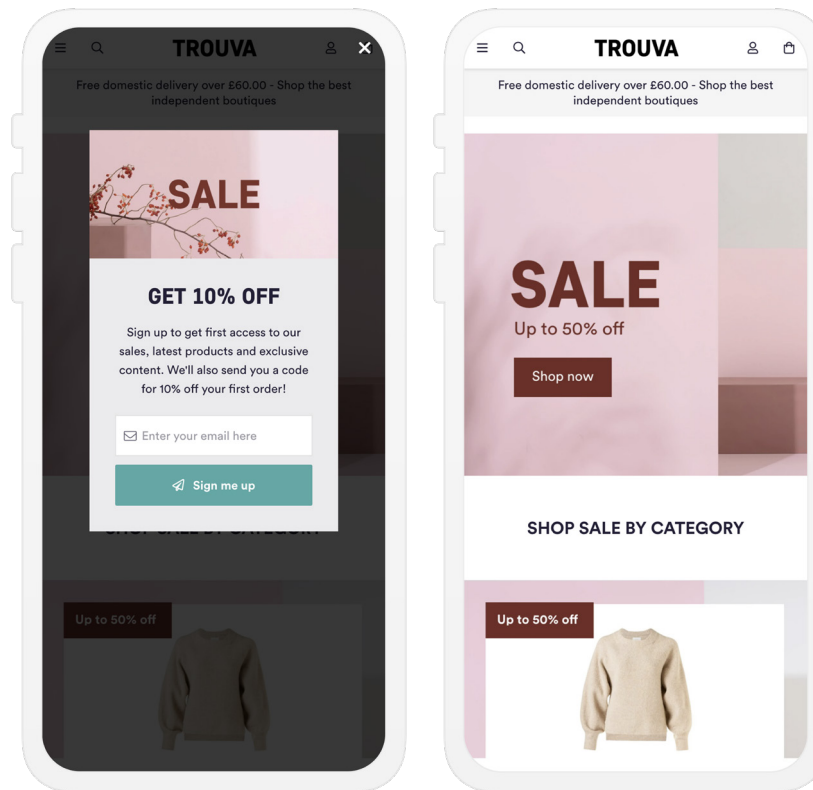 TROUVA
Free domestic delivery over £60.00 - Shop the best
independent boutiques
SALE
GET 10% OFF
Sign up to get first access to our
sales, latest products and exclusive
content. We'll also send you a code
for 10% off your first order!
Enter your email here
Sign me up
SHOP SALE BY CATEGORY
Up to 50% off
TROUVA
Free domestic delivery over £60.00 - Shop the best
independent boutiques
SALE
Up to 50% off
Shop now
SHOP SALE BY CATEGORY
Up to 50% off